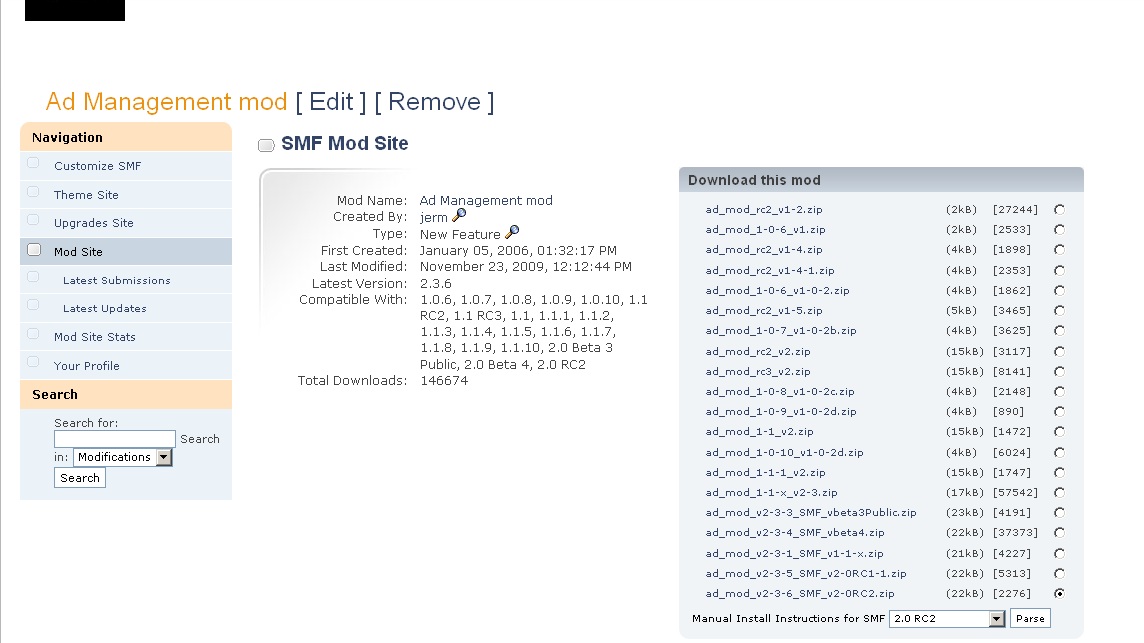 Ad Management mod [ Edit ] [ Remove ]
Navigation
Customize SMF
Theme Site
Upgrades Site
Mod Site
Latest Submissions
Latest Updates
Mod Site Stats
Your Profile
Search
Search for:
Search
in: Modifications
Search
SMF Mod Site
Mod Name: Ad Management mod
Created By: jerm
Type: New Feature
First Created: January 05, 2006, 01:32:17 PM
Last Modified: November 23, 2009, 12:12:44 PM
Latest Version: 2.3.6
Compatible With: 1.0.6, 1.0.7, 1.0.8, 1.0.9, 1.0.10, 1.1
RC2, 1.1 RC3, 1.1, 1.1.1, 1.1.2,
1.1.3, 1.1.4, 1.1.5, 1.1.6, 1.1.7,
1.1.8, 1.1.9, 1.1.10, 2.0 Beta 3
Public, 2.0 Beta 4, 2.0 RC2
Total Downloads: 146674
Download this mod
ad_mod_rc2_v1-2.zip (2kB) [27244]
ad_mod_1-0-6_v1.zip (2kB) [2533]
ad_mod_rc2_v1-4.zip (4kB) [1898]
ad_mod_rc2_v1-4-1.zip (4kB) [2353]
ad_mod_1-0-6_v1-0-2.zip (4kB) [1862]
ad_mod_rc2_v1-5.zip (5kB) [3465]
ad_mod_1-0-7_v1-0-2b.zip (4kB) [3625]
ad_mod_rc2_v2.zip (15kB) [3117]
ad_mod_rc3_v2.zip (15kB) [8141]
ad_mod_1-0-8_v1-0-2c.zip (4kB) [2148]
ad_mod_1-0-9_v1-0-2d.zip (4kB) [890]
ad_mod_1-1_v2.zip (15kB) [1472]
ad_mod_1-0-10_v1-0-2d.zip (4kB) [6024]
ad_mod_1-1-1_v2.zip (15kB) [1747]
ad_mod_1-1-x_v2-3.zip (17kB) [57542]
ad_mod_v2-3-3_SMF_vbeta3Public.zip (23kB) [4191]
ad_mod_v2-3-4_SMF_vbeta4.zip (22kB) [37373]
ad_mod_v2-3-1_SMF_v1-1-x.zip (21kB) [4227]
ad_mod_v2-3-5_SMF_v2-0RC1-1.zip (22kB) [5313]
ad_mod_v2-3-6_SMF_v2-0RC2.zip (22kB) [2276]
Manual Install Instructions for SMF 2.0 RC2 Parse